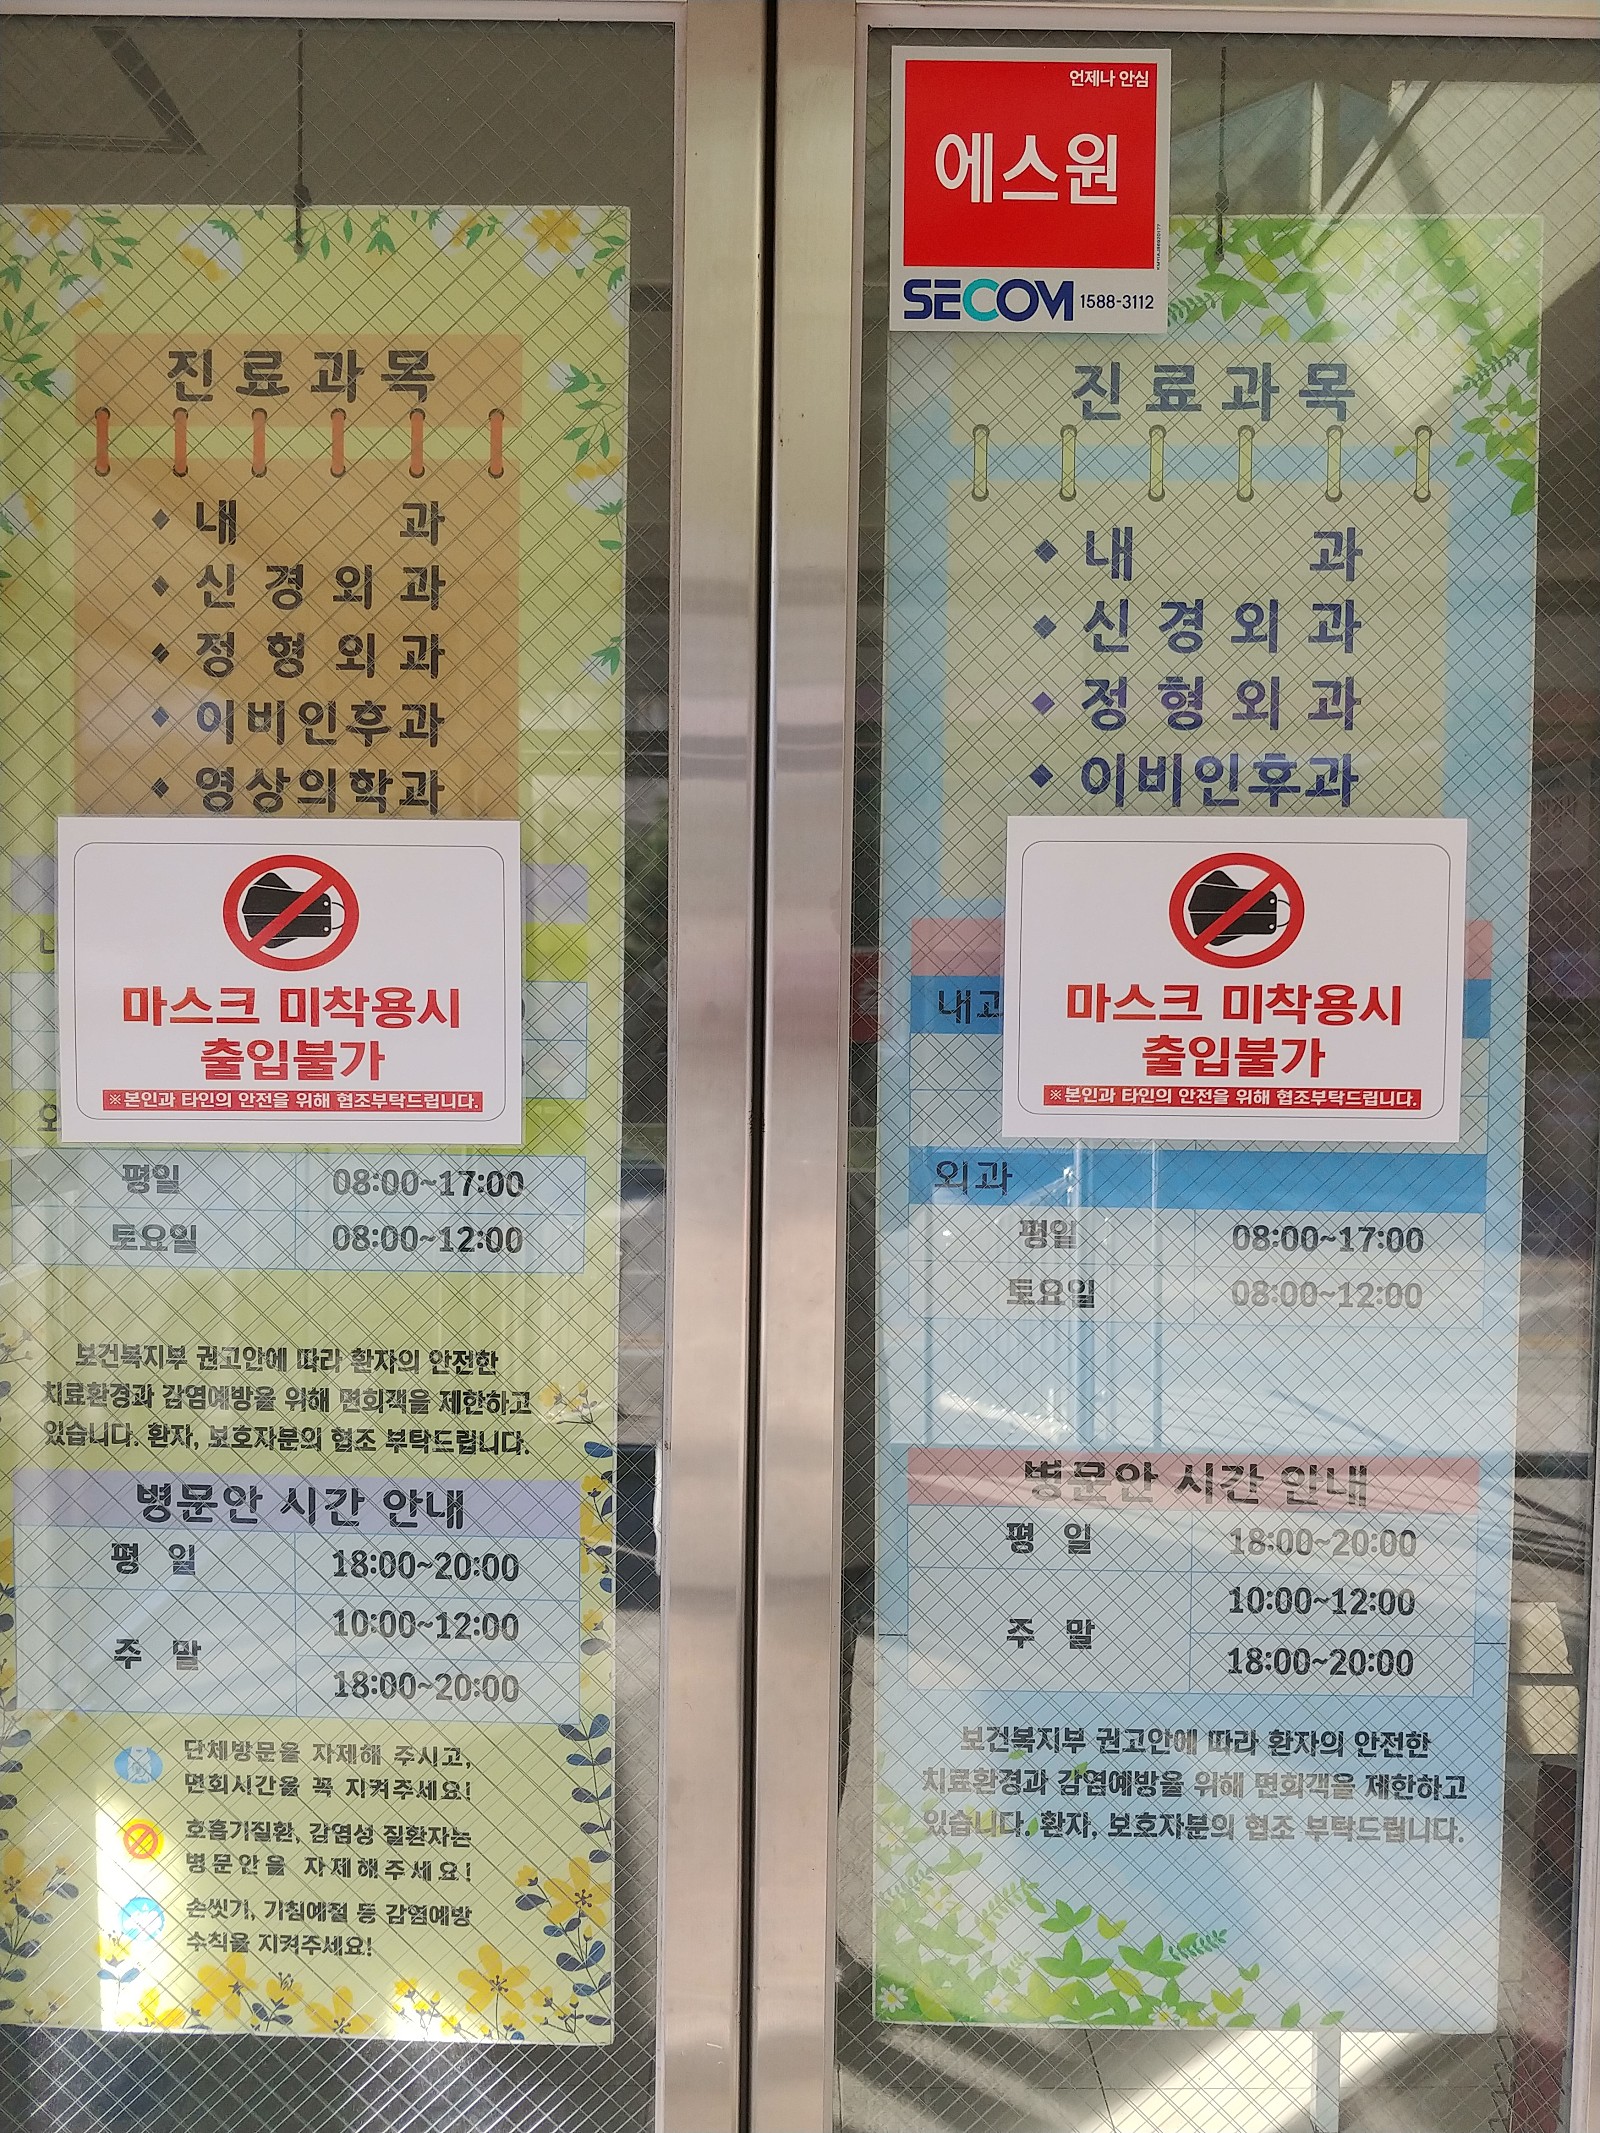 진료과목
내 과
신경외과
정형외과
이비인후과
영상의학과
마스크 미착용시
출입불가
※본인과 타인의 안전을 위해 협조부탁드립니다.
평일 08:00~17:00
토요일 08:00~12:00
보건복지부 권고안에 따라 환자의 안전한
치료환경과 감염예방을 위해 면회객을 제한하고
있습니다. 환자, 보호자분의 협조 부탁드립니다.
병문안 시간 안내
평 일 18:00~20:00
주 말 10:00~12:00
18:00~20:00
단체방문을 자제해 주시고,
면회시간을 꼭 지켜주세요!
호흡기질환, 감염성 질환자는
병문안을 자제해주세요!
손씻기, 기침예절 등 감염예방
수칙을 지켜주세요!
언제나 안심
에스원
SECOM 1588-3112
진료과목
내 과
신경외과
정형외과
이비인후과
마스크 미착용시
출입불가
※본인과 타인의 안전을 위해 협조부탁드립니다.
외과
평일 08:00~17:00
토요일 08:00~12:00
병문안 시간 안내
평 일 18:00~20:00
주 말 10:00~12:00
18:00~20:00
보건복지부 권고안에 따라 환자의 안전한
치료환경과 감염예방을 위해 면회객을 제한하고
있습니다. 환자, 보호자분의 협조 부탁드립니다.